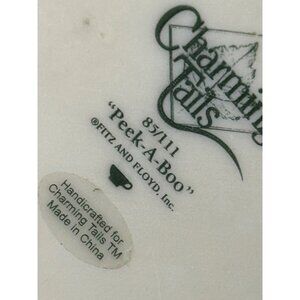 Charming
Tails
85/111
"Peek-A-Boo"
©FITZ AND FLOYD, Inc.
Handcrafted for
Charming Tails TM
Made in China